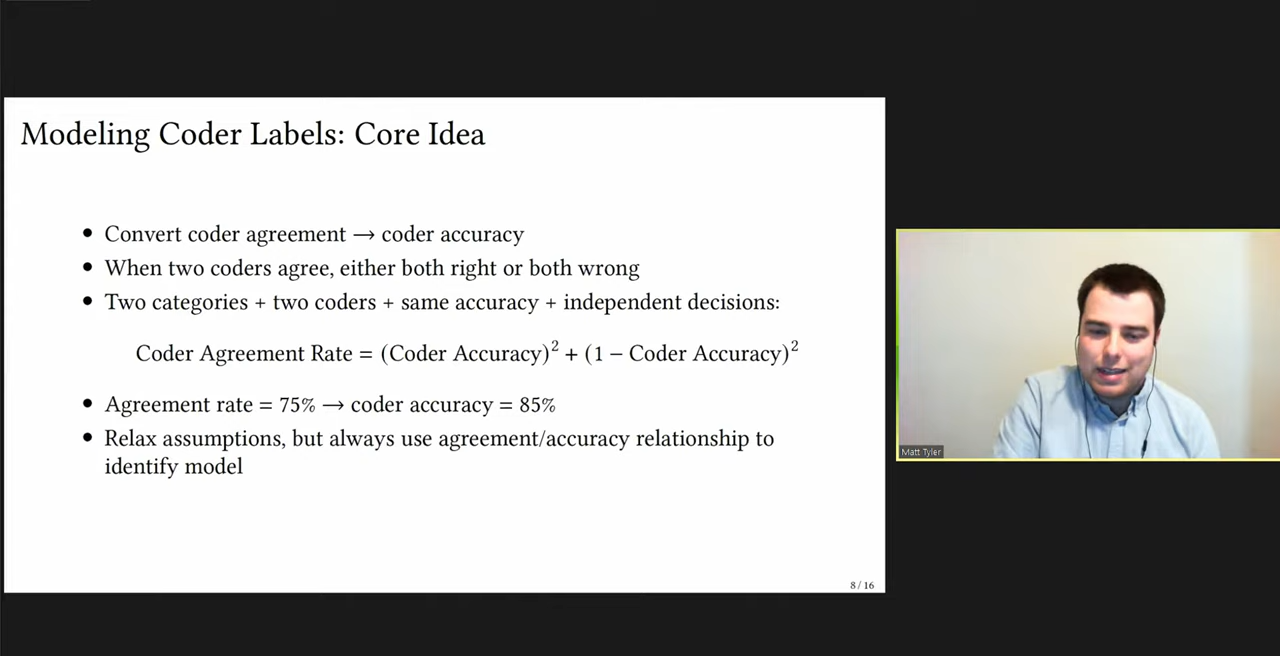 Modeling Coder Labels: Core Idea
• Convert coder agreement → coder accuracy
• When two coders agree, either both right or both wrong
• Two categories + two coders + same accuracy + independent decisions:
Coder Agreement Rate = (Coder Accuracy)² + (1 − Coder Accuracy)²
• Agreement rate = 75% → coder accuracy = 85%
• Relax assumptions, but always use agreement/accuracy relationship to
identify model
8 / 16
Matt Tyler